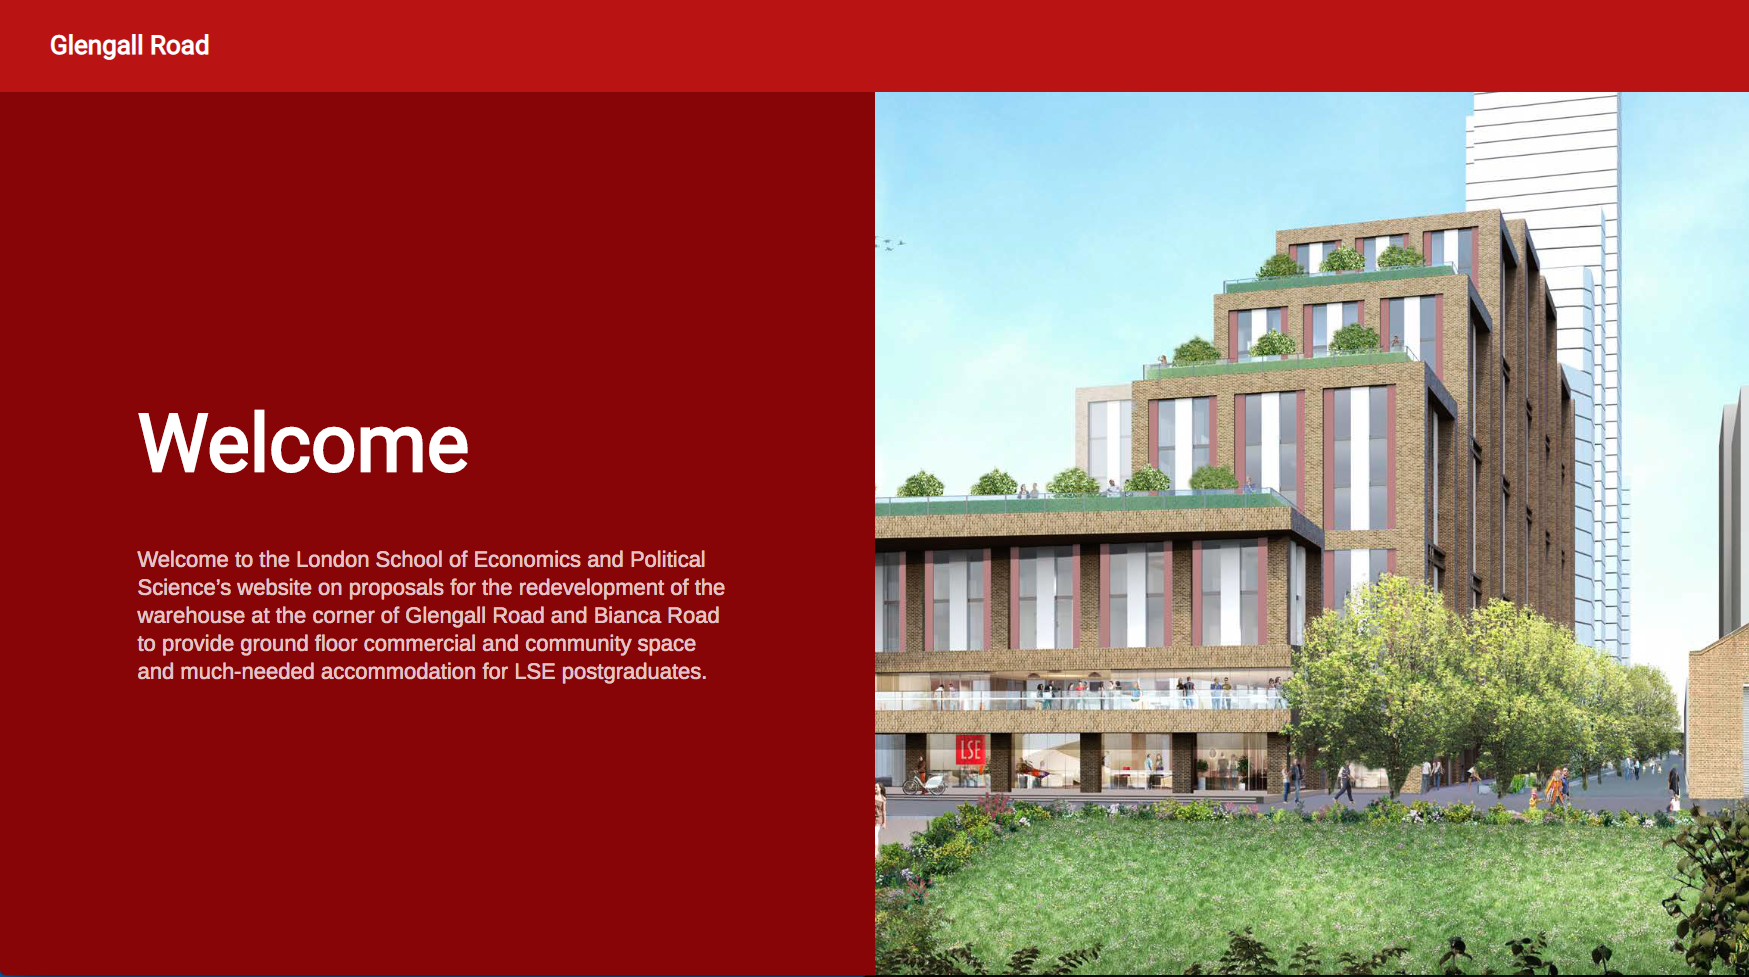 Glengall Road
Welcome
Welcome to the London School of Economics and Political
Science’s website on proposals for the redevelopment of the
warehouse at the corner of Glengall Road and Bianca Road
to provide ground floor commercial and community space
and much-needed accommodation for LSE postgraduates.
LSE